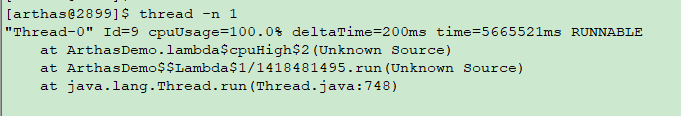 [arthas@2899]$ thread -n 1
"Thread-0" Id=9 cpuUsage=100.0% deltaTime=200ms time=5665521ms RUNNABLE
    at ArthasDemo.lambda$cpuHigh$2(Unknown Source)
    at ArthasDemo$$Lambda$1/1418481495.run(Unknown Source)
    at java.lang.Thread.run(Thread.java:748)